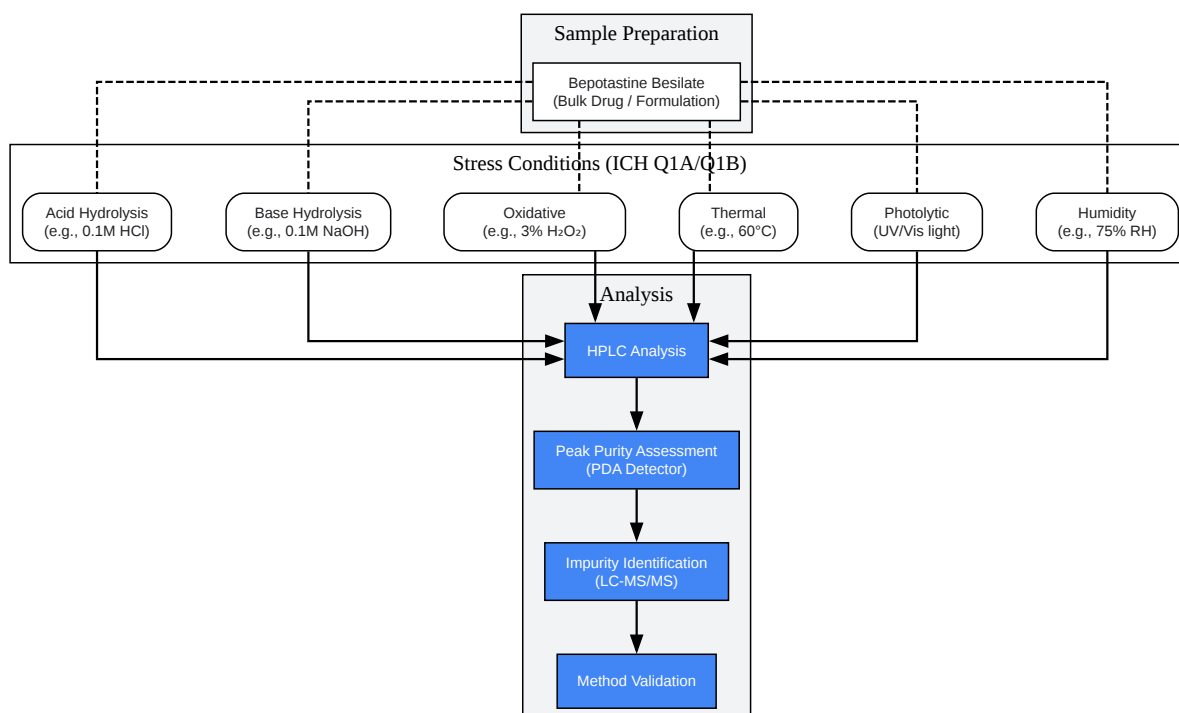 Sample Preparation
Bepotastine Besilate
(Bulk Drug / Formulation)
Stress Conditions (ICH Q1A/Q1B)
Acid Hydrolysis
(e.g., 0.1M HCl)
Base Hydrolysis
(e.g., 0.1M NaOH)
Oxidative
(e.g., 3% H₂O₂)
Thermal
(e.g., 60°C)
Photolytic
(UV/Vis light)
Humidity
(e.g., 75% RH)
Analysis
HPLC Analysis
Peak Purity Assessment
(PDA Detector)
Impurity Identification
(LC-MS/MS)
Method Validation